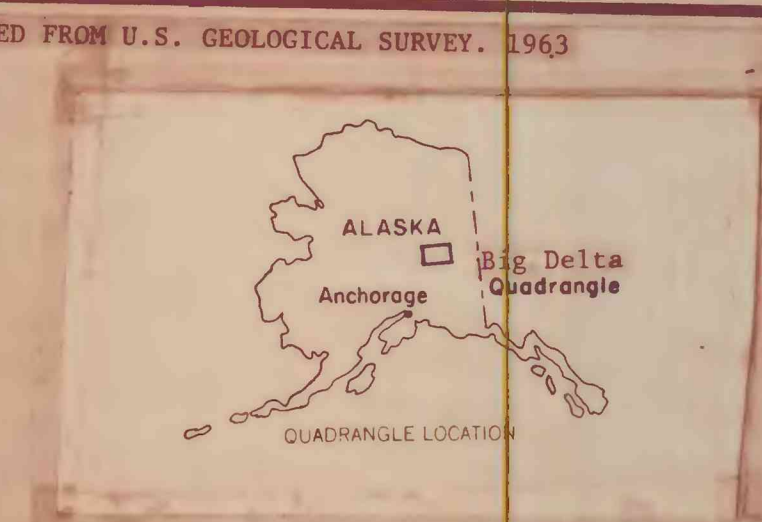 ED FROM U.S. GEOLOGICAL SURVEY. 1963
ALASKA
Big Delta
Quadrangle
Anchorage
QUADRANGLE LOCATION